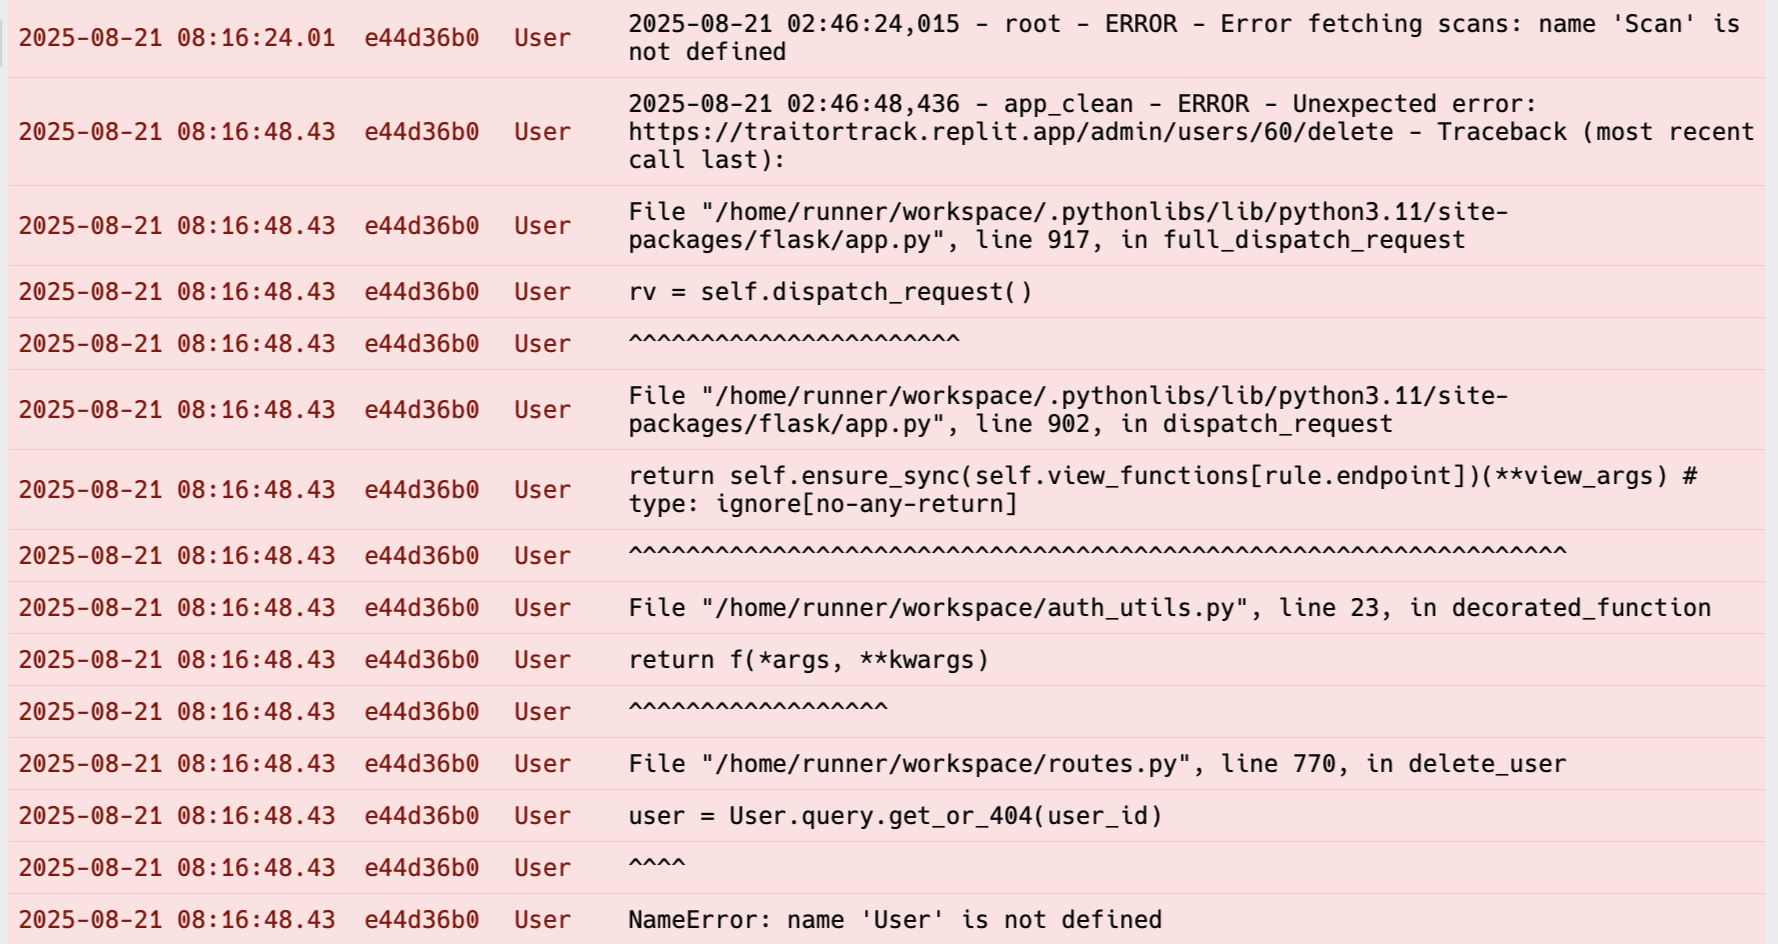 2025-08-21 08:16:24.01 e44d36b0 User 2025-08-21 02:46:24,015 - root - ERROR - Error fetching scans: name 'Scan' is
not defined
2025-08-21 08:16:48.43 e44d36b0 User 2025-08-21 02:46:48,436 - app_clean - ERROR - Unexpected error:
https://traitortrack.replit.app/admin/users/60/delete - Traceback (most recent
call last):
2025-08-21 08:16:48.43 e44d36b0 User File "/home/runner/workspace/.pythonlibs/lib/python3.11/site-
packages/flask/app.py", line 917, in full_dispatch_request
2025-08-21 08:16:48.43 e44d36b0 User rv = self.dispatch_request()
2025-08-21 08:16:48.43 e44d36b0 User ^^^^^^^^^^^^^^^^^^^^^^^
2025-08-21 08:16:48.43 e44d36b0 User File "/home/runner/workspace/.pythonlibs/lib/python3.11/site-
packages/flask/app.py", line 902, in dispatch_request
2025-08-21 08:16:48.43 e44d36b0 User return self.ensure_sync(self.view_functions[rule.endpoint])(**view_args) #
type: ignore[no-any-return]
2025-08-21 08:16:48.43 e44d36b0 User ^^^^^^^^^^^^^^^^^^^^^^^^^^^^^^^^^^^^^^^^^^^^^^^^^^^^^^^^^^^^^^^^^
2025-08-21 08:16:48.43 e44d36b0 User File "/home/runner/workspace/auth_utils.py", line 23, in decorated_function
2025-08-21 08:16:48.43 e44d36b0 User return f(*args, **kwargs)
2025-08-21 08:16:48.43 e44d36b0 User ^^^^^^^^^^^^^^^^^^
2025-08-21 08:16:48.43 e44d36b0 User File "/home/runner/workspace/routes.py", line 770, in delete_user
2025-08-21 08:16:48.43 e44d36b0 User user = User.query.get_or_404(user_id)
2025-08-21 08:16:48.43 e44d36b0 User ^^^^
2025-08-21 08:16:48.43 e44d36b0 User NameError: name 'User' is not defined